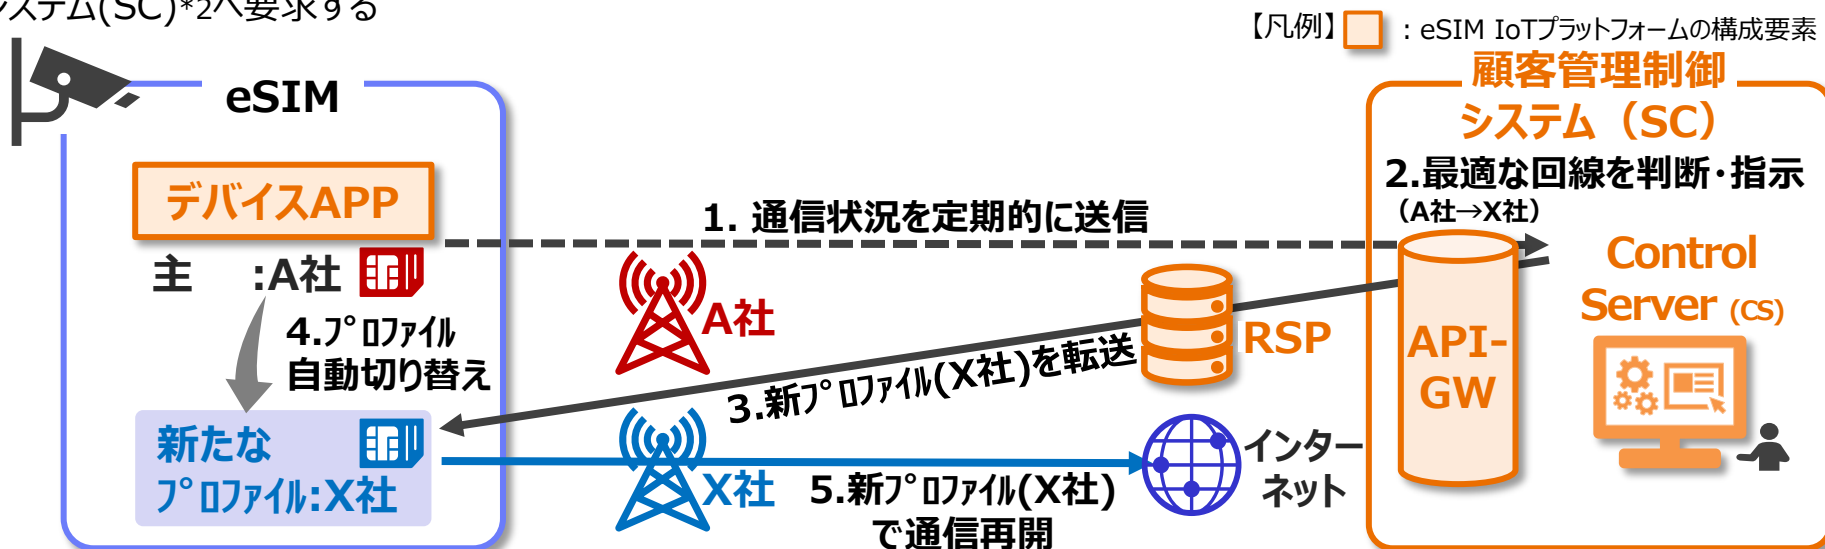 システム(SC)*2へ要求する
【凡例】 : eSIM IoTプラットフォームの構成要素
eSIM
デバイスAPP
主 :A社
4.プロファイル
自動切り替え
新たな
プロファイル:X社
1. 通信状況を定期的に送信
A社
3.新プロファイル(X社)を転送
RSP
X社
5.新プロファイル(X社)
で通信再開
インター
ネット
顧客管理制御
システム（SC）
2.最適な回線を判断・指示
（A社→X社）
API-
GW
Control
Server (CS)